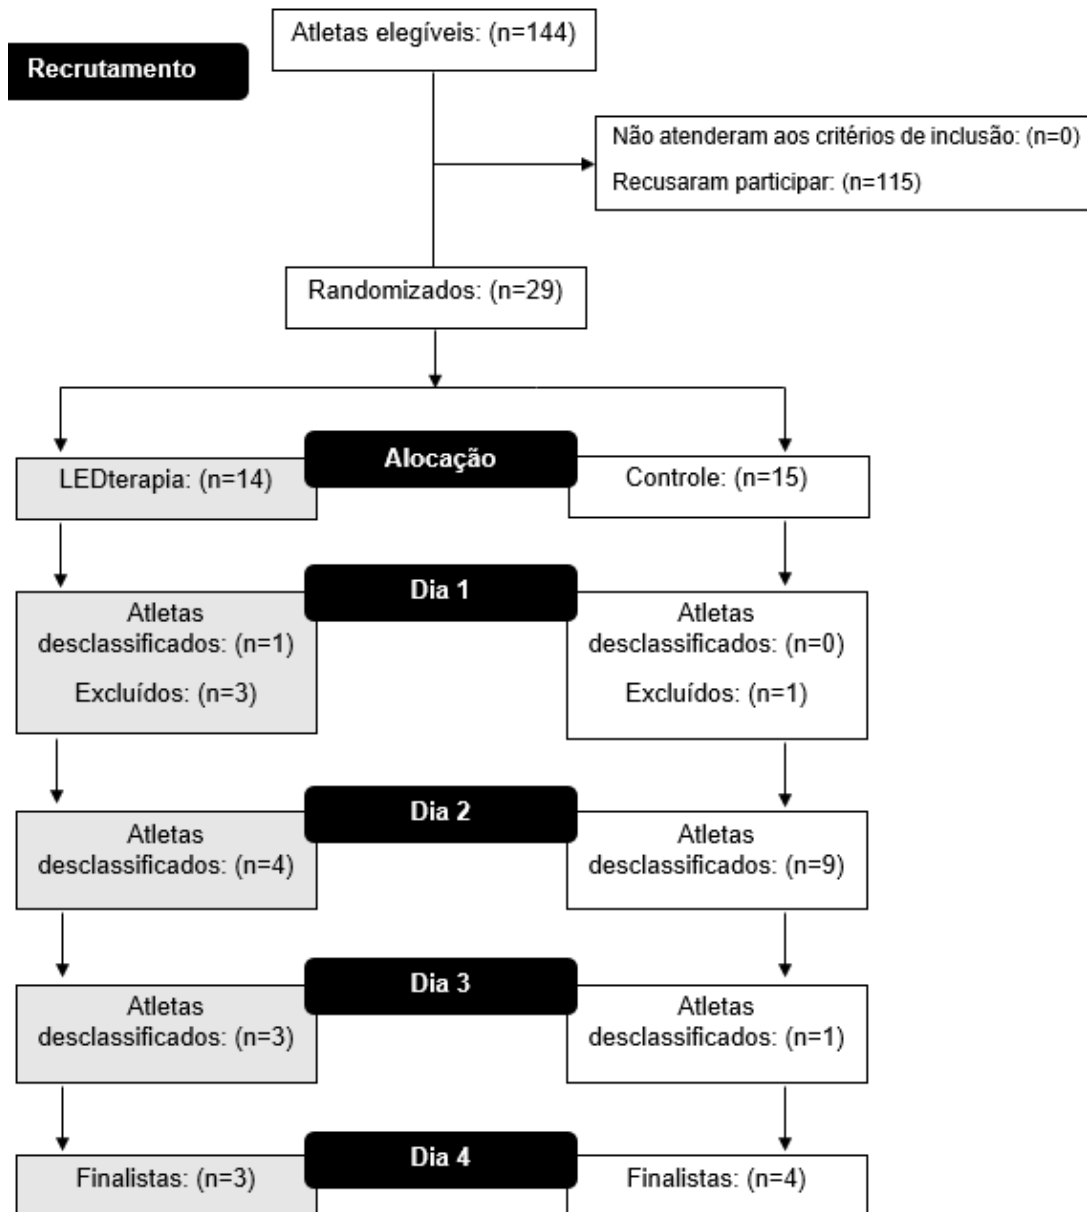 Atletas elegíveis: (n=144)
Recrutamento
Não atenderam aos critérios de inclusão: (n=0)
Recusaram participar: (n=115)
Randomizados: (n=29)
Alocação
LEDterapia: (n=14)
Controle: (n=15)
Dia 1
Atletas
desclassificados: (n=1)
Excluídos: (n=3)
Atletas
desclassificados: (n=0)
Excluídos: (n=1)
Dia 2
Atletas
desclassificados: (n=4)
Atletas
desclassificados: (n=9)
Dia 3
Atletas
desclassificados: (n=3)
Atletas
desclassificados: (n=1)
Dia 4
Finalistas: (n=3)
Finalistas: (n=4)